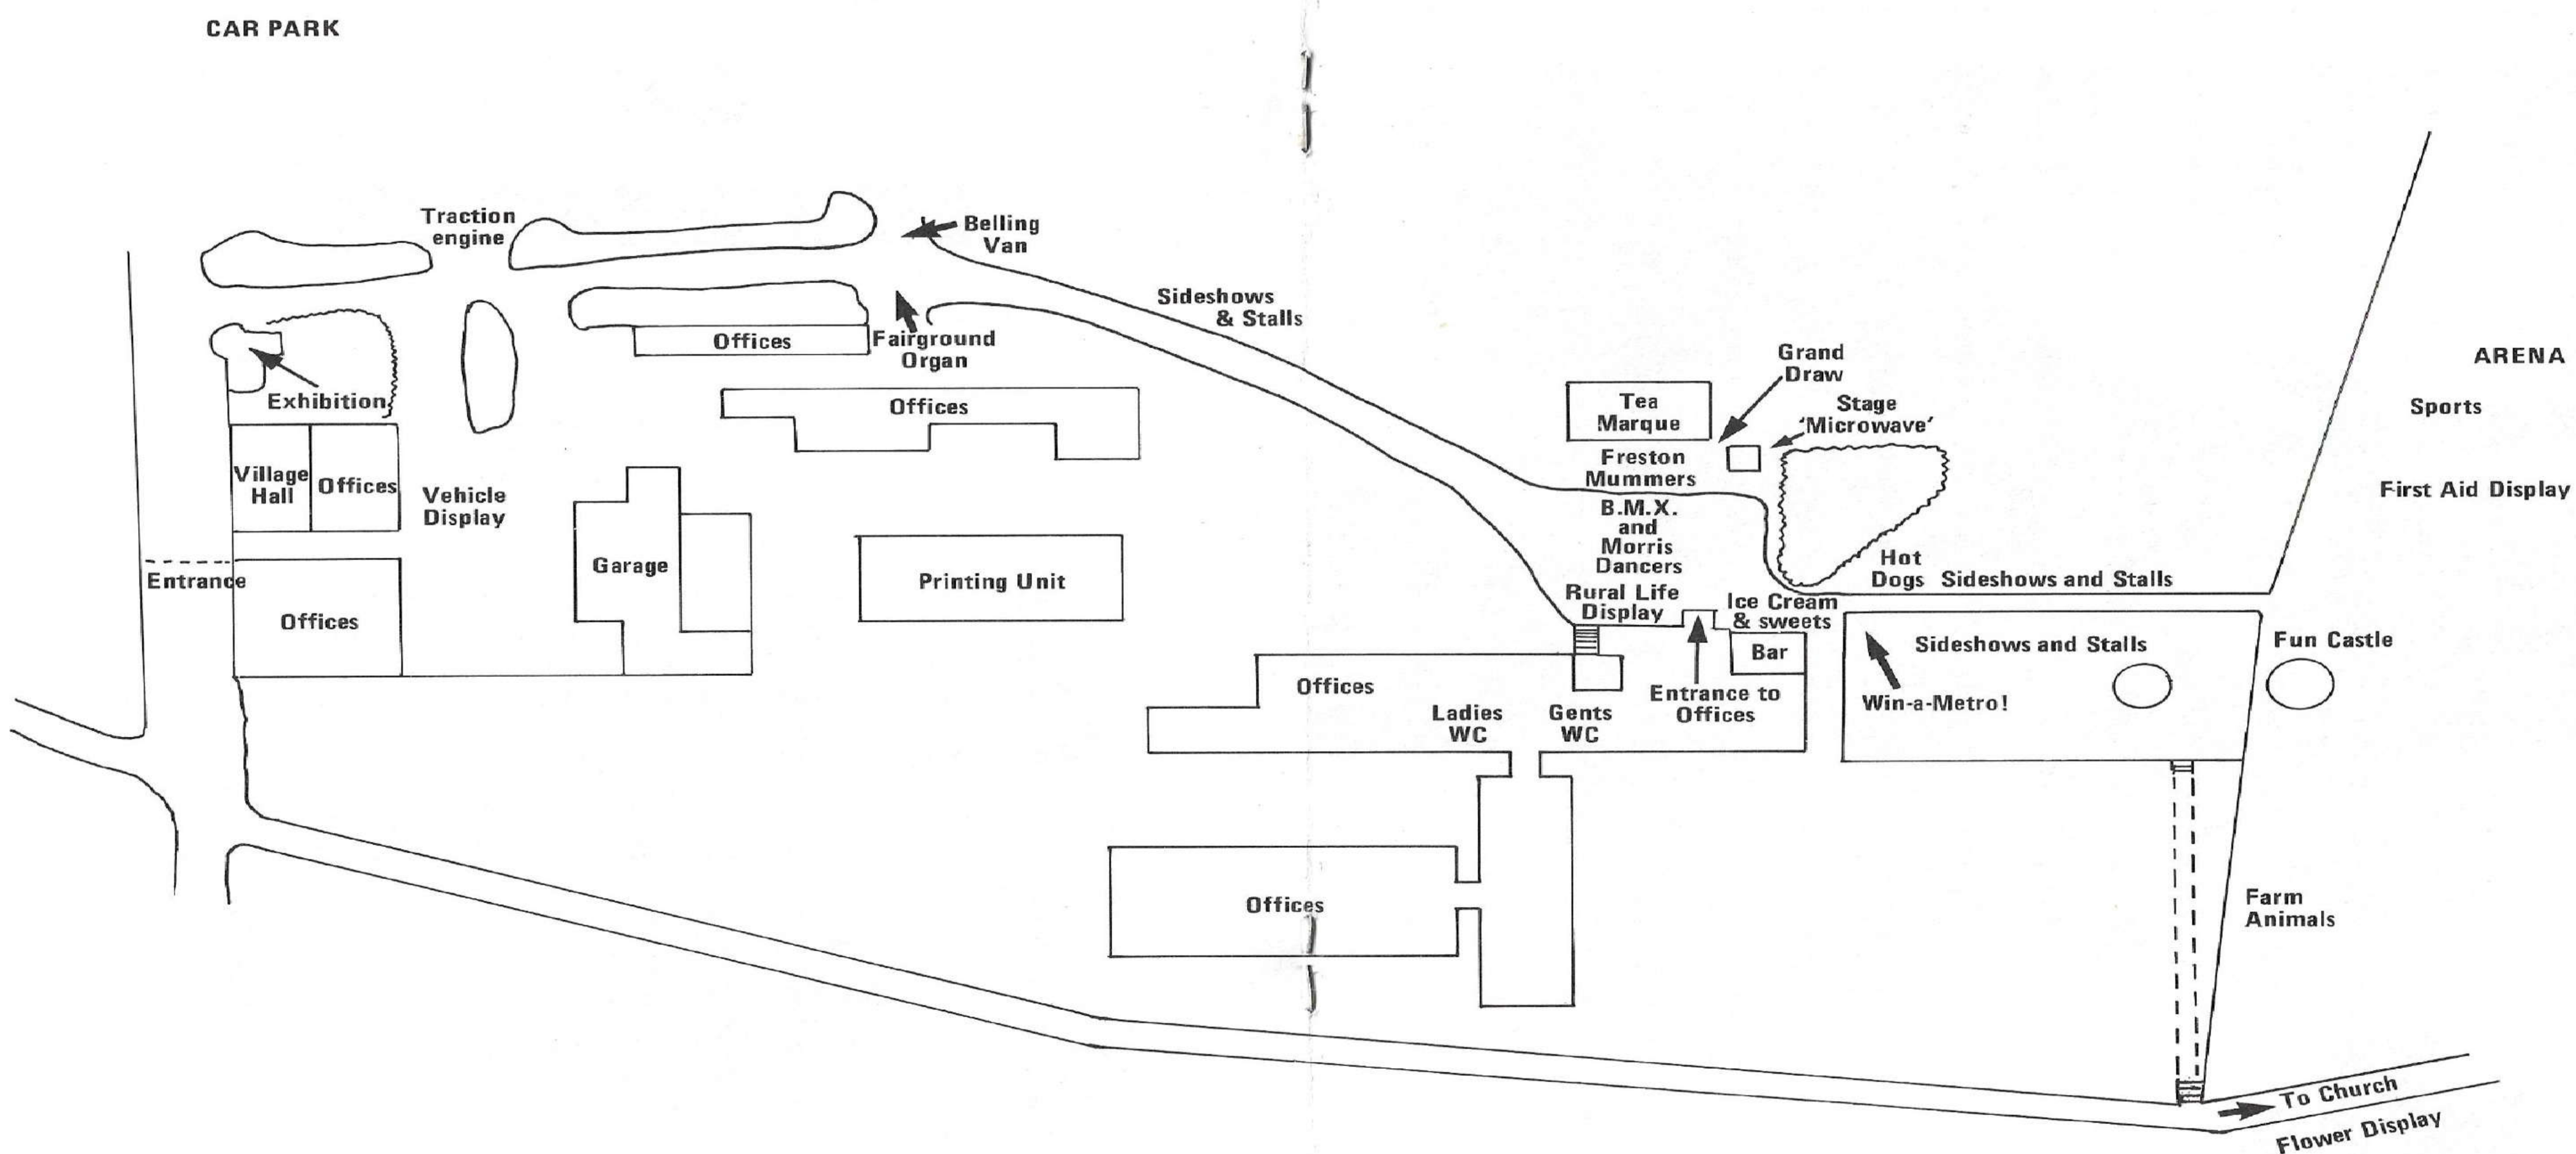 CAR PARK
Traction
engine
Belling
Van
Sideshows
& Stalls
Offices
Fairground
Organ
Exhibition
Offices
Village
Hall
Offices
Vehicle
Display
Garage
Printing Unit
Entrance
Offices
Grand
Draw
Tea
Marque
Stage
'Microwave'
Freston
Mummers
B.M.X.
and
Morris
Dancers
Rural Life
Display
Ice Cream
& sweets
Hot
Dogs
Sideshows and Stalls
Bar
Entrance to
Offices
Offices
Ladies
WC
Gents
WC
Offices
Sideshows and Stalls
Win-a-Metro!
Fun Castle
ARENA
Sports
First Aid Display
Farm
Animals
To Church
Flower Display